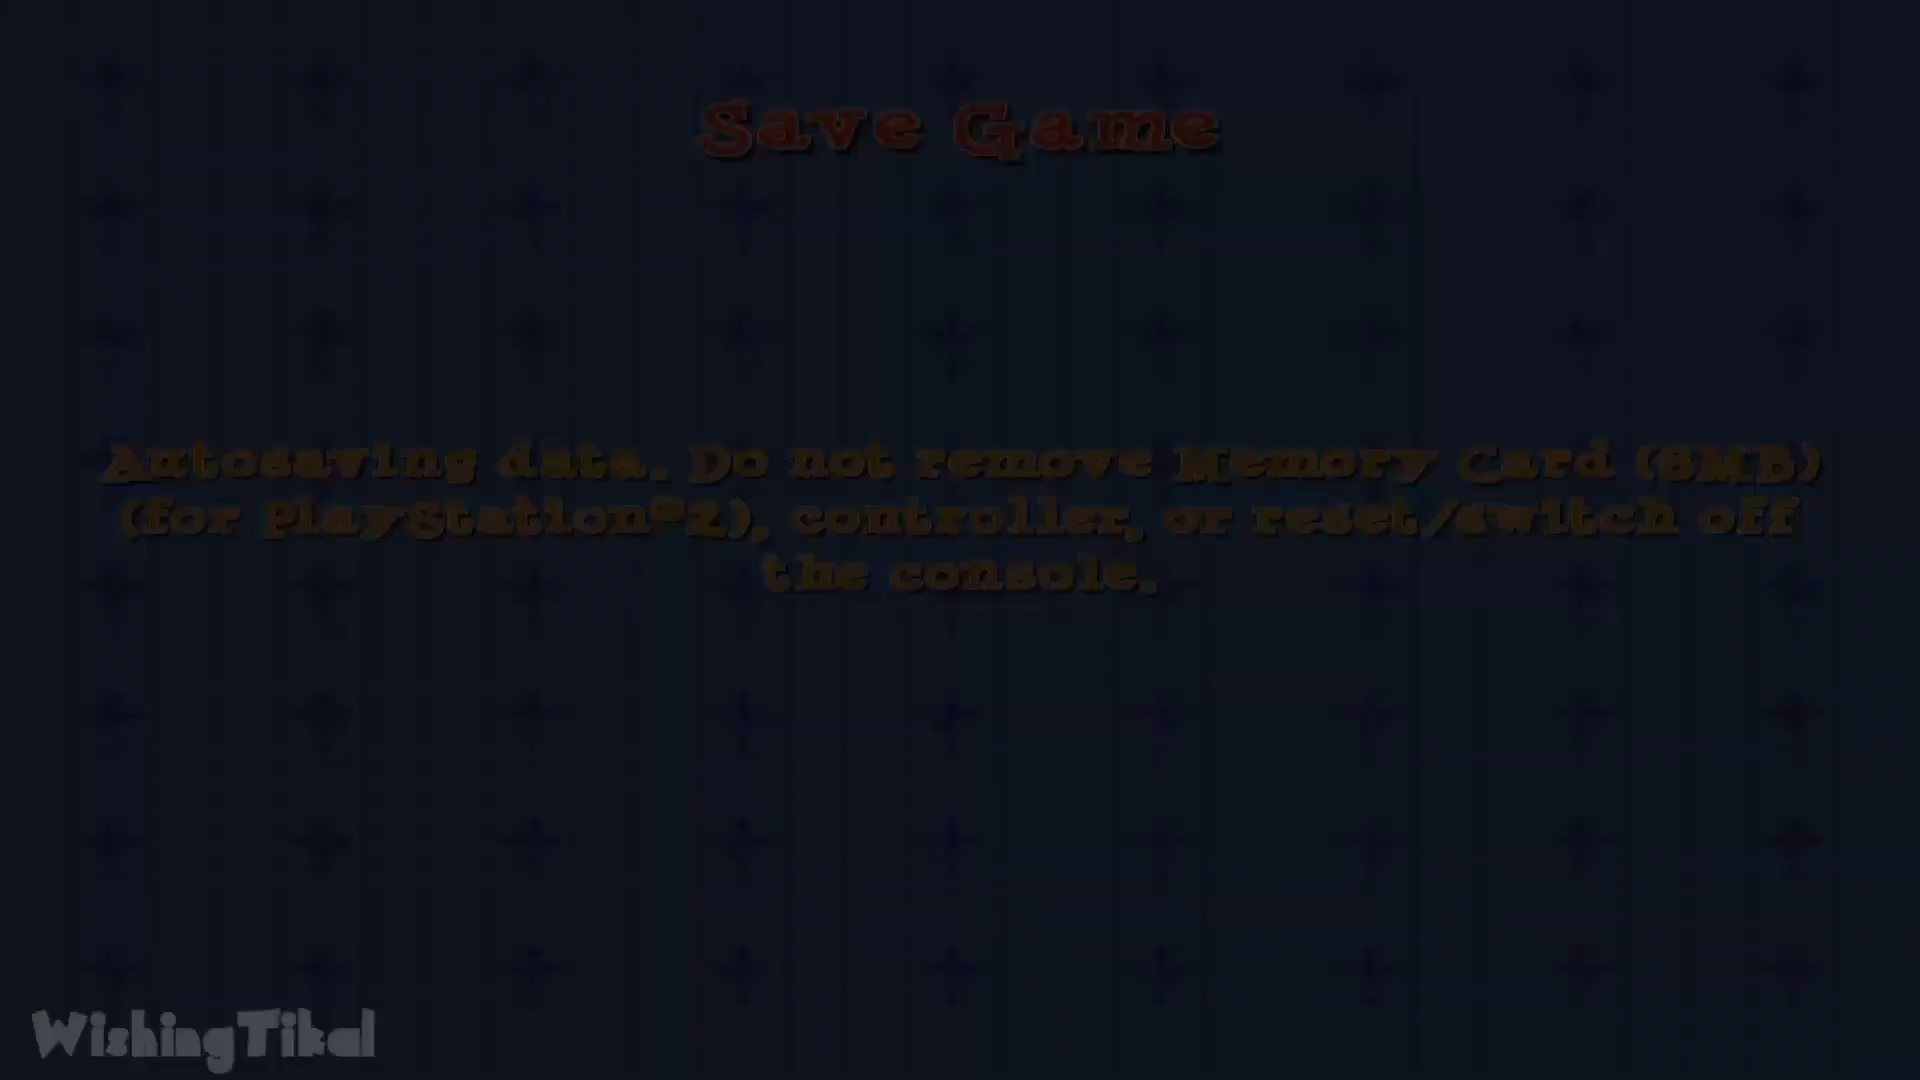 Save Game
Autosaving data. Do not remove Memory Card (8MB)
(for PlayStation®2), controller, or reset/switch off
the console.
WishingTikal